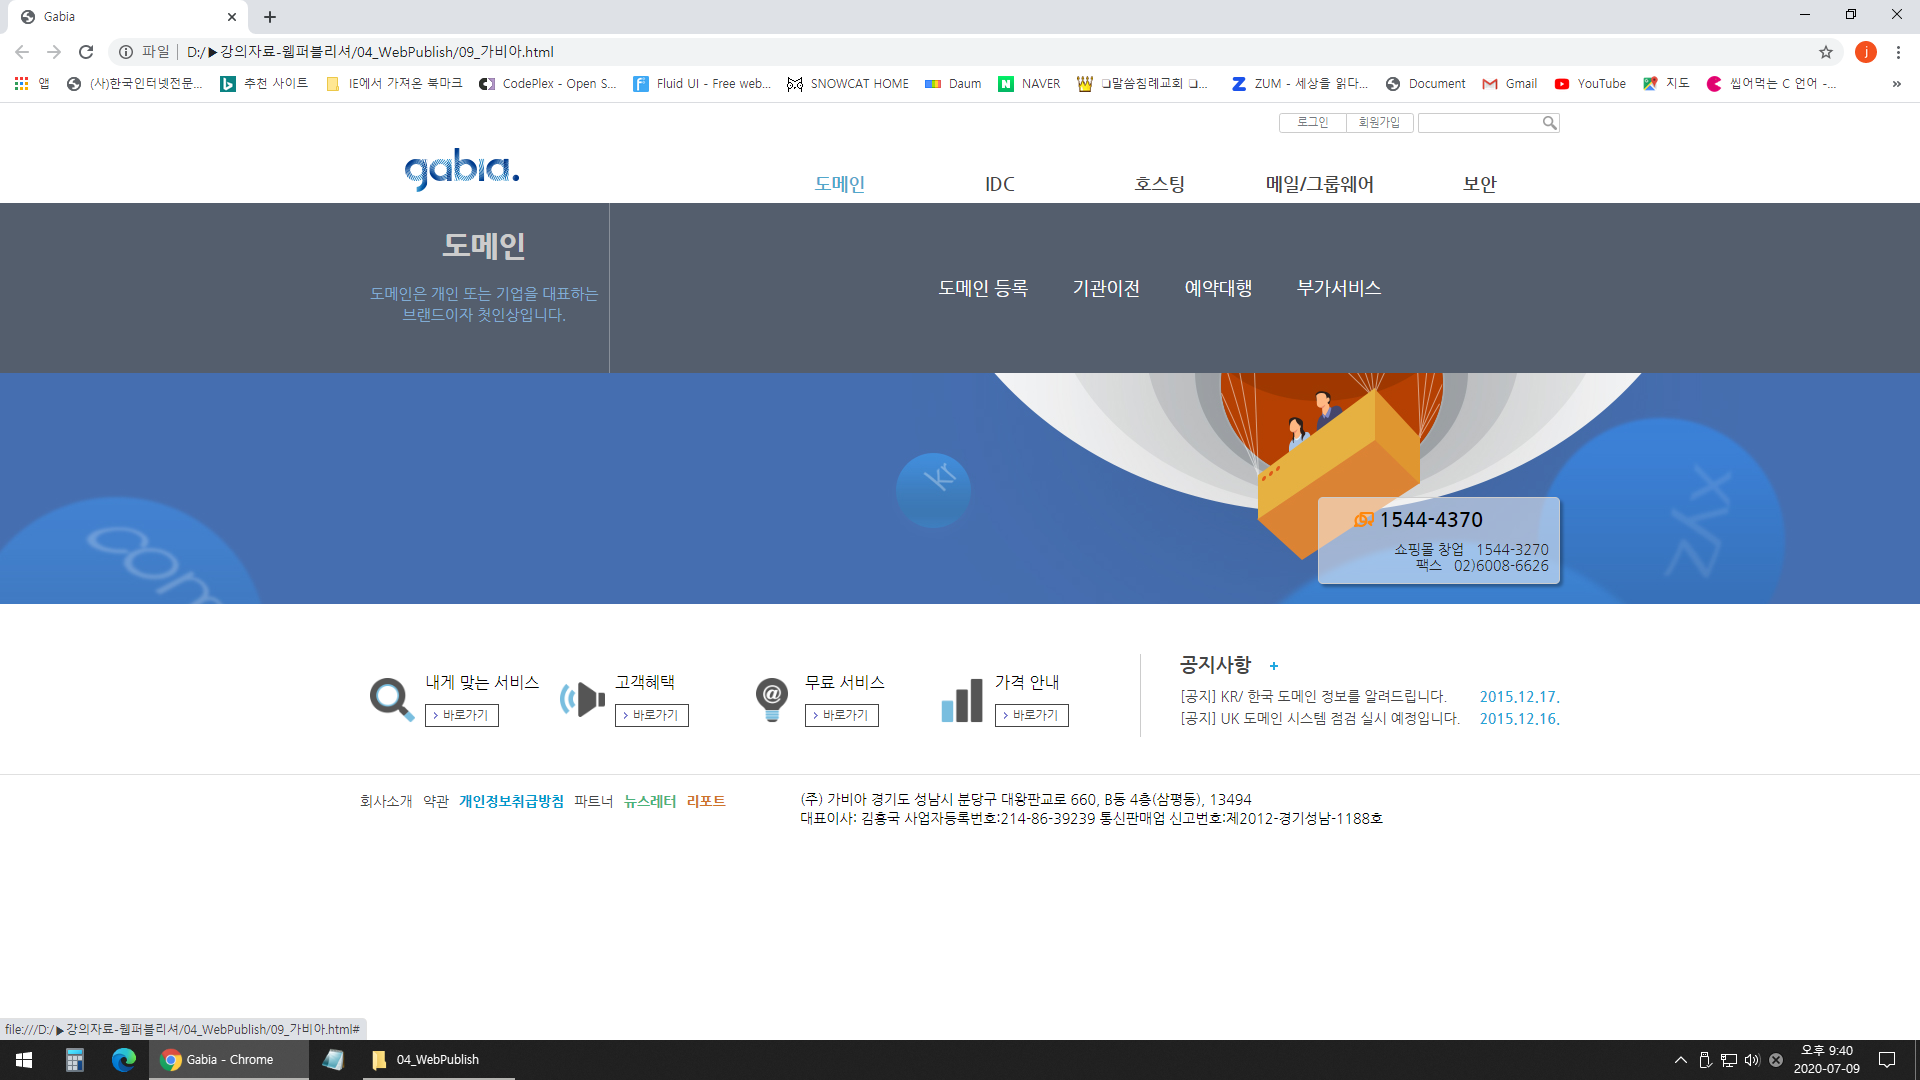 Gabia
파일 D:/▶강의자료-웹퍼블리셔/04_WebPublish/09_가비아.html
j
앱 (사)한국인터넷전문... 추천 사이트 IE에서 가져온 북마크 CodePlex - Open S... Fluid UI - Free web... SNOWCAT HOME Daum NAVER □말씀침례교회 □... ZUM - 세상을 읽다... Document Gmail YouTube 지도 씹어먹는 C 언어 -... »
로그인 회원가입
gabia.
도메인 IDC 호스팅 메일/그룹웨어 보안
도메인
도메인은 개인 또는 기업을 대표하는
브랜드이자 첫인상입니다.
도메인 등록 기관이전 예약대행 부가서비스
kr
com
xyz
1544-4370
쇼핑몰 창업 1544-3270
팩스 02)6008-6626
내게 맞는 서비스
> 바로가기
고객혜택
> 바로가기
무료 서비스
> 바로가기
가격 안내
> 바로가기
공지사항 +
[공지] KR/ 한국 도메인 정보를 알려드립니다. 2015.12.17.
[공지] UK 도메인 시스템 점검 실시 예정입니다. 2015.12.16.
회사소개 약관 개인정보취급방침 파트너 뉴스레터 리포트
(주) 가비아 경기도 성남시 분당구 대왕판교로 660, B동 4층(삼평동), 13494
대표이사: 김홍국 사업자등록번호:214-86-39239 통신판매업 신고번호:제2012-경기성남-1188호
file:///D:/▶강의자료-웹퍼블리셔/04_WebPublish/09_가비아.html#
Gabia - Chrome
04_WebPublish
오후 9:40
2020-07-09